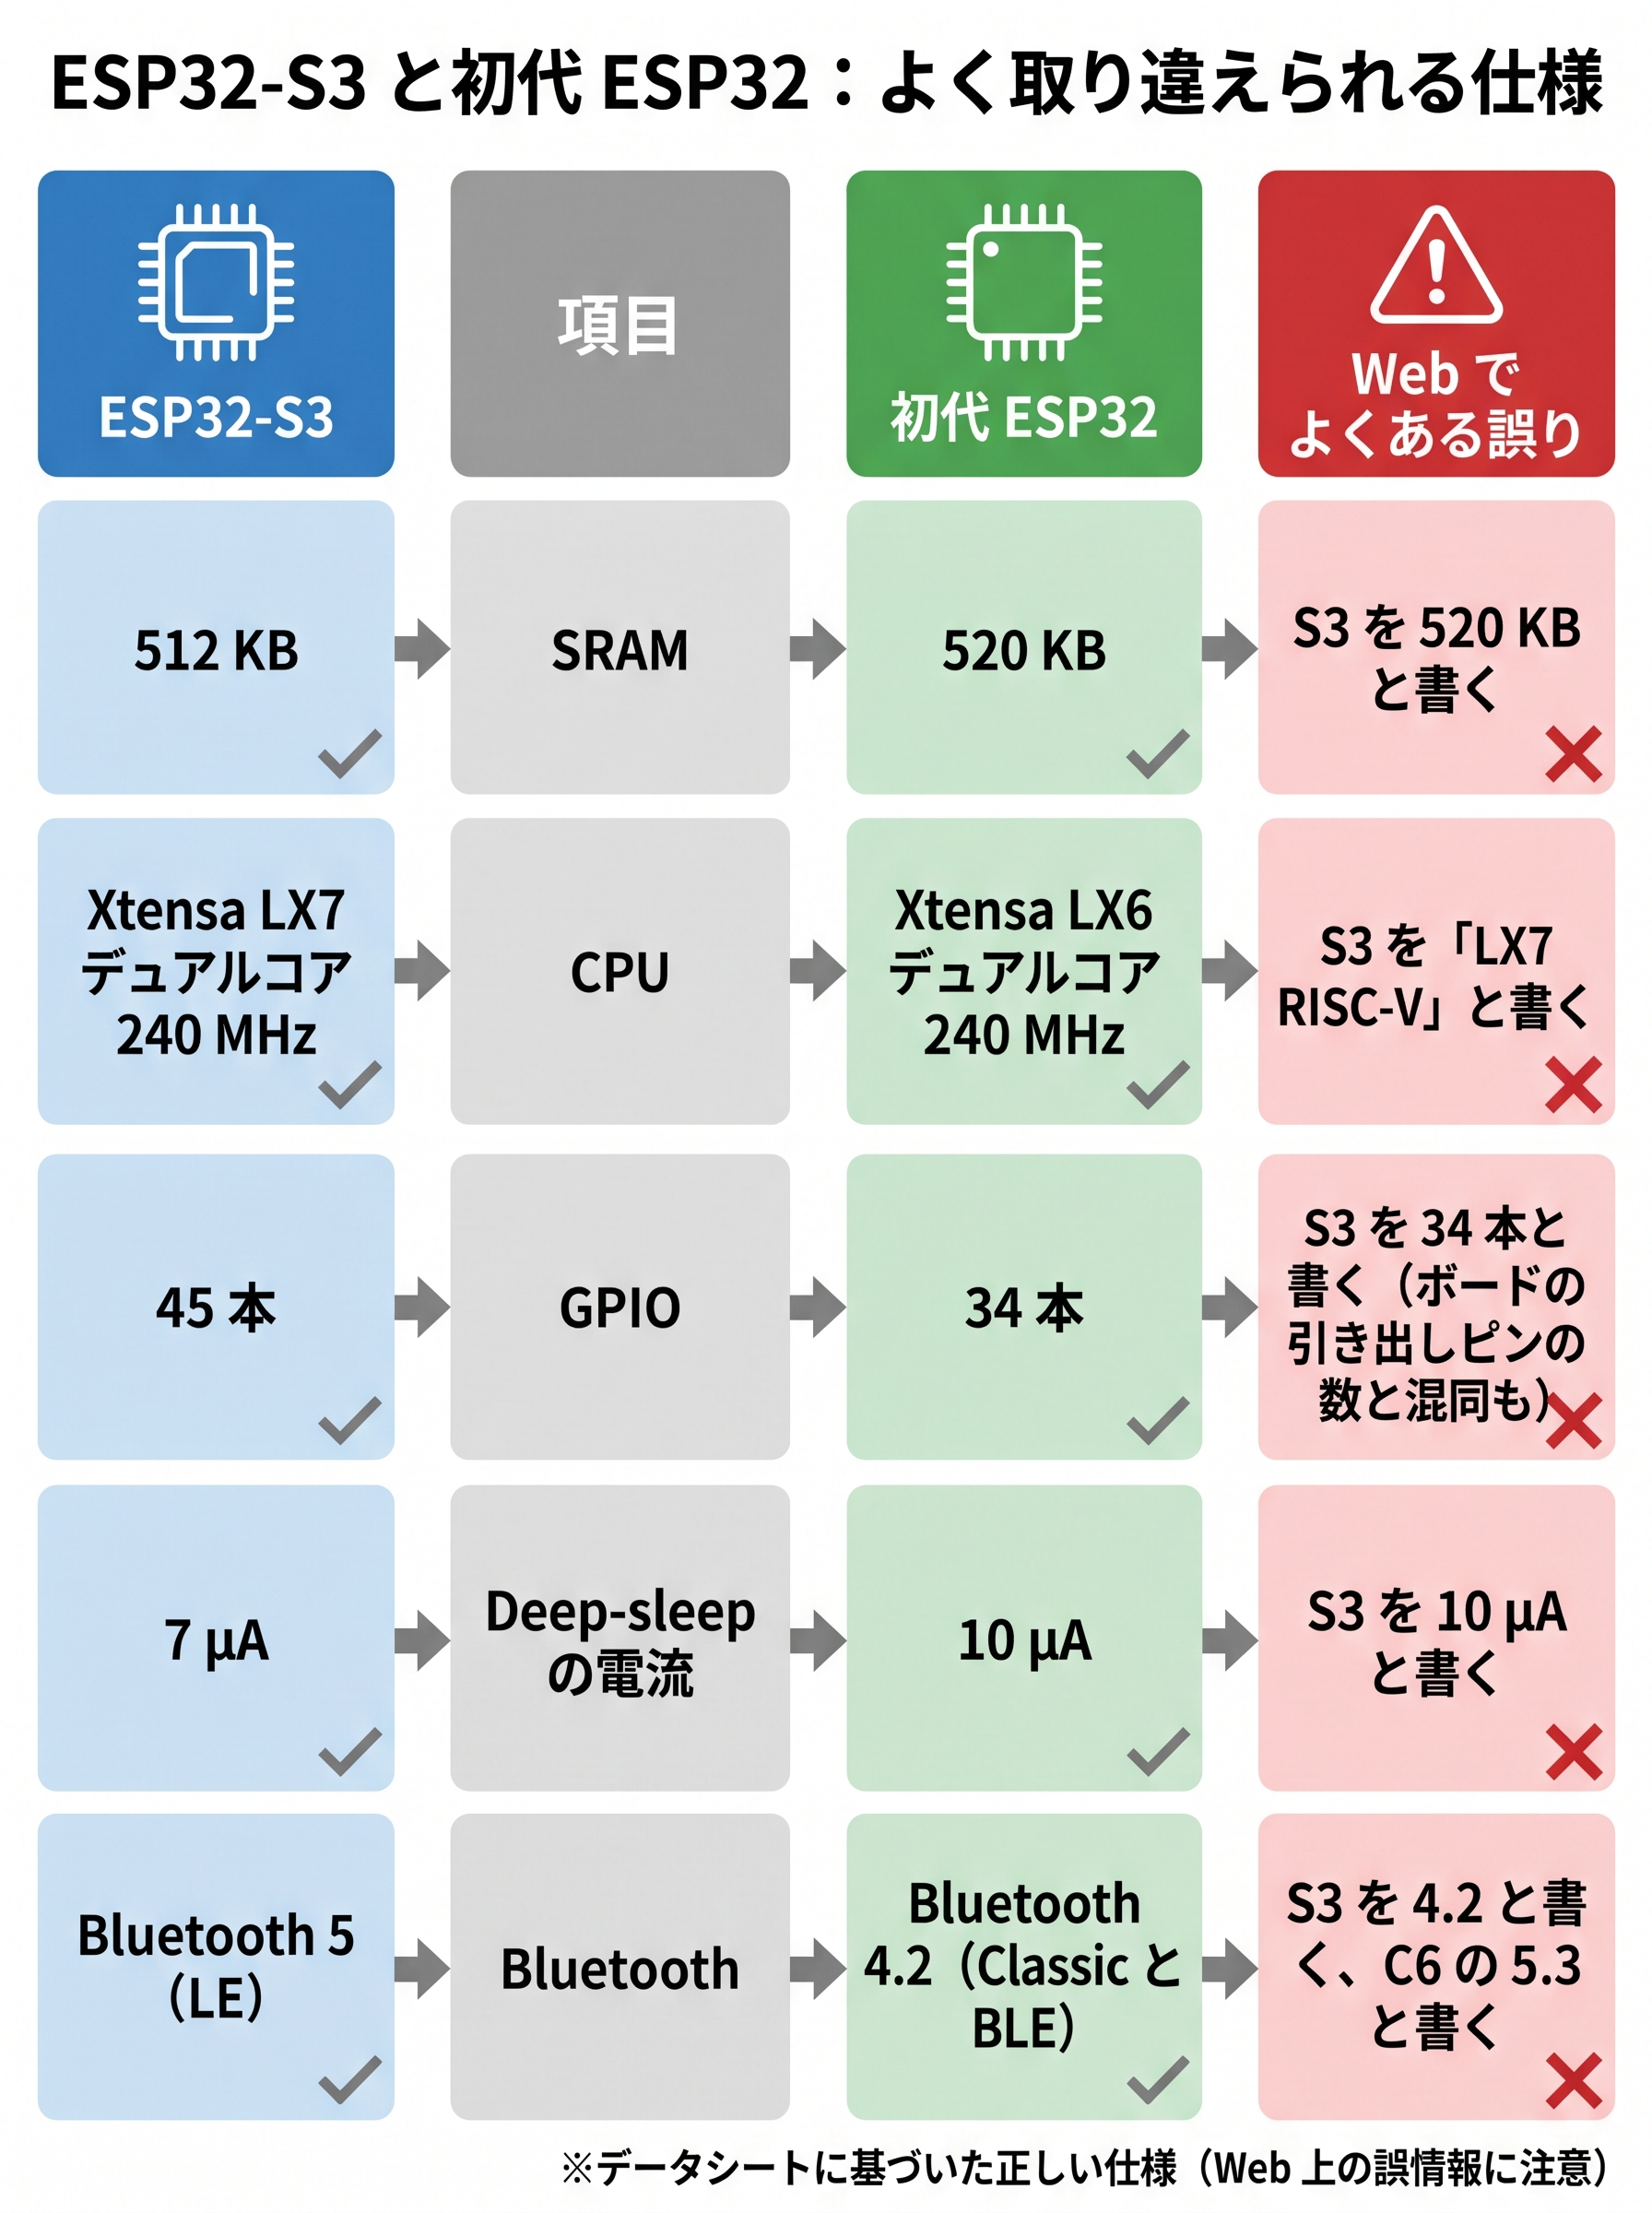 ESP32-S3 と初代 ESP32：よく取り違えられる仕様
ESP32-S3
項目
初代 ESP32
Web で
よくある誤り
512 KB
SRAM
520 KB
S3 を 520 KB
と書く
Xtensa LX7
デュアルコア
240 MHz
CPU
Xtensa LX6
デュアルコア
240 MHz
S3 を「LX7
RISC-V」と書く
45 本
GPIO
34 本
S3 を 34 本と
書く（ボードの
引き出しピンの
数と混同も）
7 µA
Deep-sleep
の電流
10 µA
S3 を 10 µA
と書く
Bluetooth 5
（LE）
Bluetooth
Bluetooth
4.2（Classic と
BLE）
S3 を 4.2 と書
く、C6 の 5.3
と書く
※データシートに基づいた正しい仕様（Web 上の誤情報に注意）